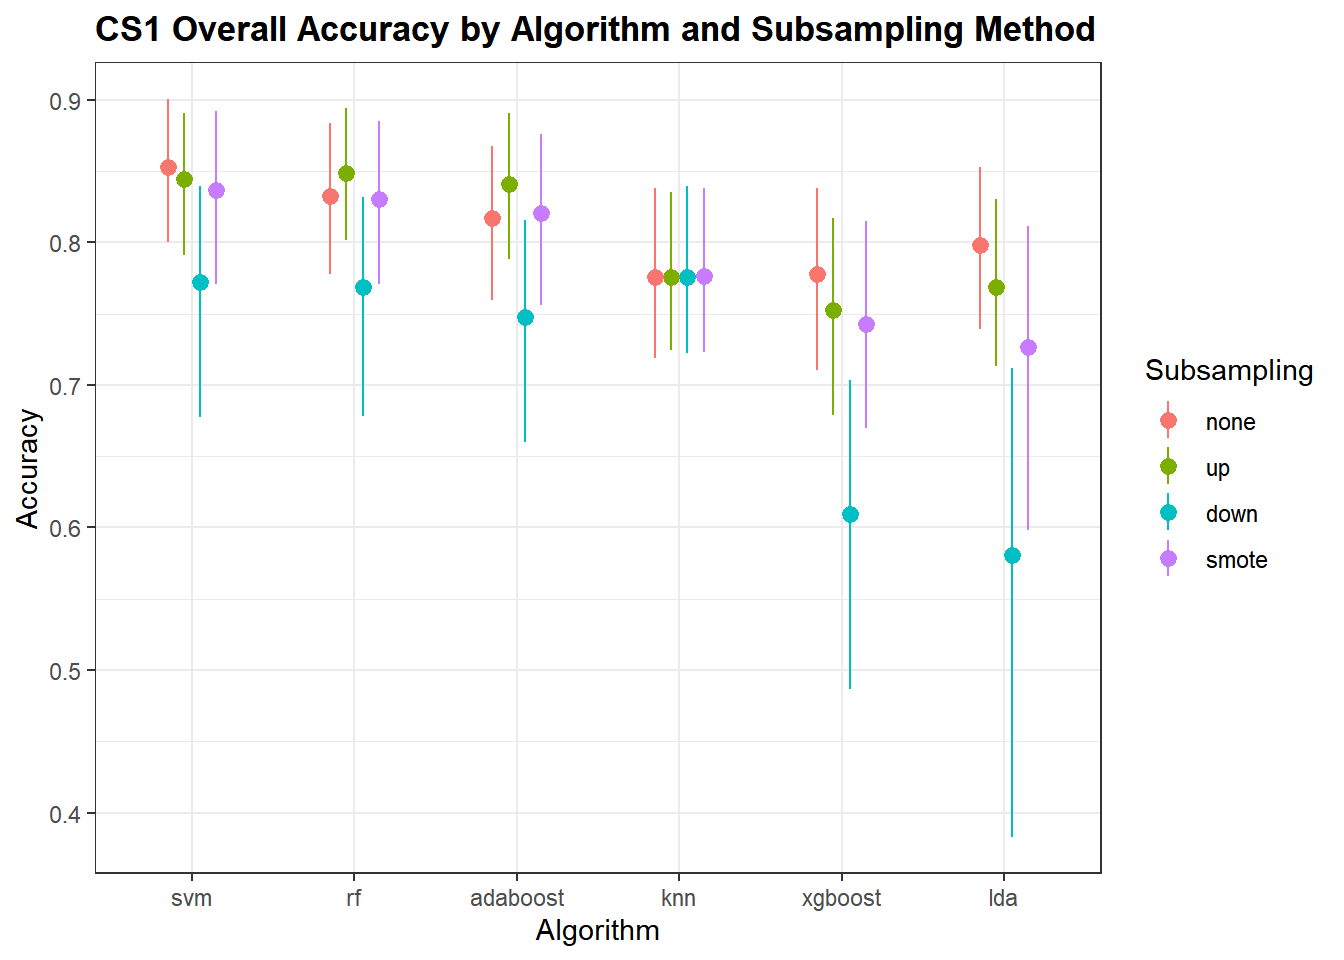 CS1 Overall Accuracy by Algorithm and Subsampling Method
Accuracy
0.9
0.8
0.7
0.6
0.5
0.4
svm rf adaboost knn xgboost lda
Algorithm
Subsampling
none
up
down
smote